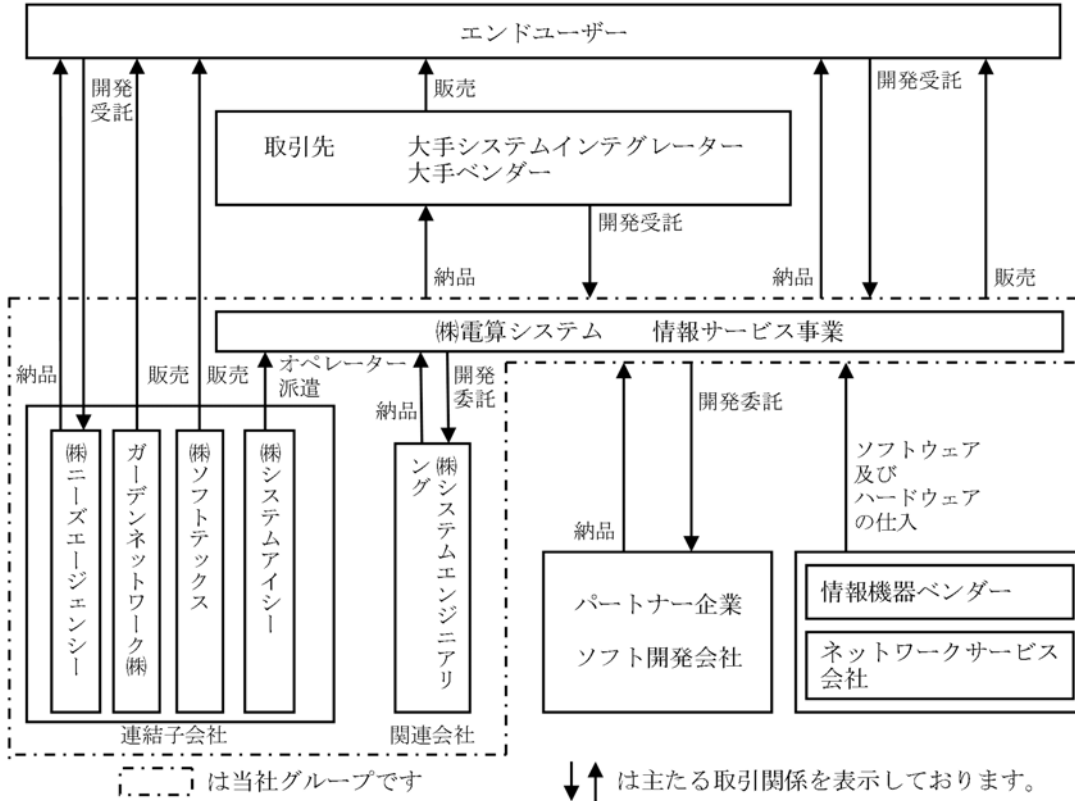 エンドユーザー
開発
受託
販売
開発受託
取引先 大手システムインテグレーター
大手ベンダー
開発受託
納品
納品
販売
㈱電算システム 情報サービス事業
納品
販売
販売
オペレーター
派遣
納品
開発
委託
開発委託
ソフトウェア
及び
ハードウェア
の仕入
㈱ニーズエージェンシー
ガーデンネットワーク㈱
㈱ソフトテックス
㈱システムアイシー
㈱システムエンジニアリ
ング
納品
パートナー企業
ソフト開発会社
情報機器ベンダー
ネットワークサービス
会社
連結子会社
関連会社
は当社グループです
は主たる取引関係を表示しております。